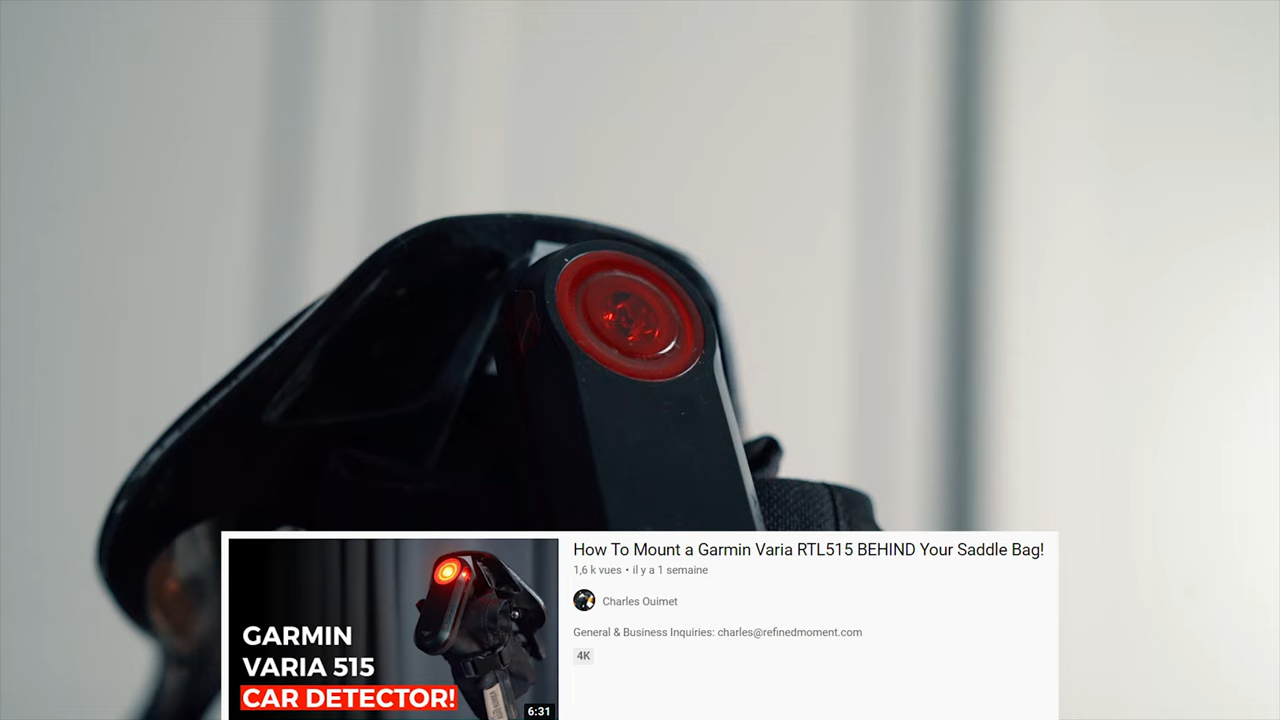 How To Mount a Garmin Varia RTL515 BEHIND Your Saddle Bag!
1,6 k vues • il y a 1 semaine
Charles Ouimet
General & Business Inquiries: charles@refinedmoment.com
4K
GARMIN
VARIA 515
CAR DETECTOR!
6:31